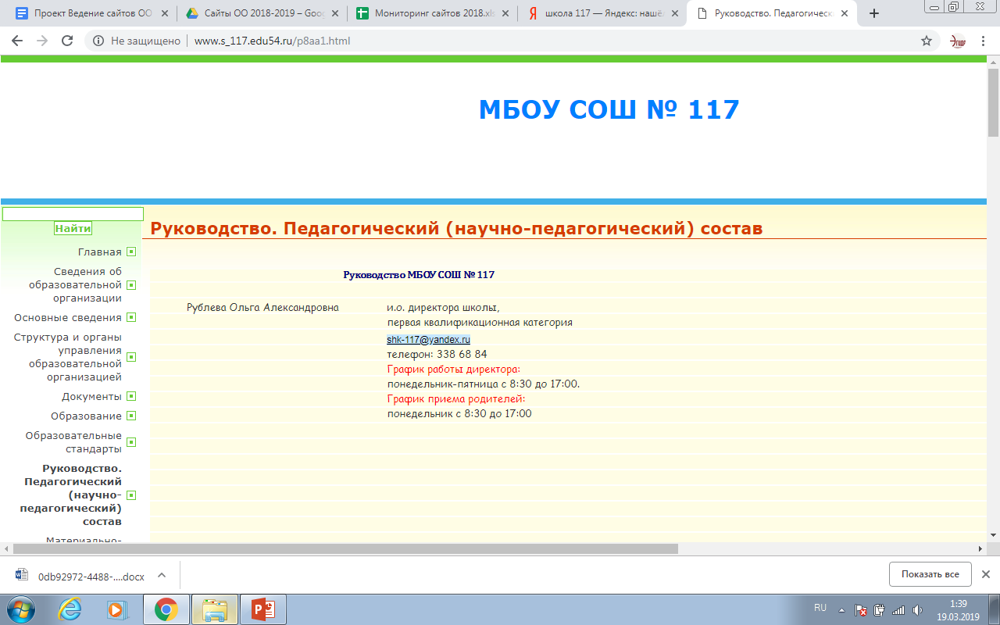 Проект Ведение сайтов ОО
Сайты ОО 2018-2019 – Goo
Мониторинг сайтов 2018.xls
школа 117 — Яндекс: нашёл
Руководство. Педагогическ
Не защищено
www.s_117.edu54.ru/p8aa1.html
МБОУ СОШ № 117
Найти
Главная
Сведения об
образовательной
организации
Основные сведения
Структура и органы
управления
образовательной
организацией
Документы
Образование
Образовательные
стандарты
Руководство.
Педагогический
(научно-
педагогический)
состав
Материально-
Руководство. Педагогический (научно-педагогический) состав
Руководство МБОУ СОШ № 117
Рублева Ольга Александровна
и.о. директора школы,
первая квалификационная категория
shk-117@yandex.ru
телефон: 338 68 84
График работы директора:
понедельник-пятница с 8:30 до 17:00.
График приема родителей:
понедельник с 8:30 до 17:00
0db92972-4488-....docx
Показать все
RU
1:39
19.03.2019